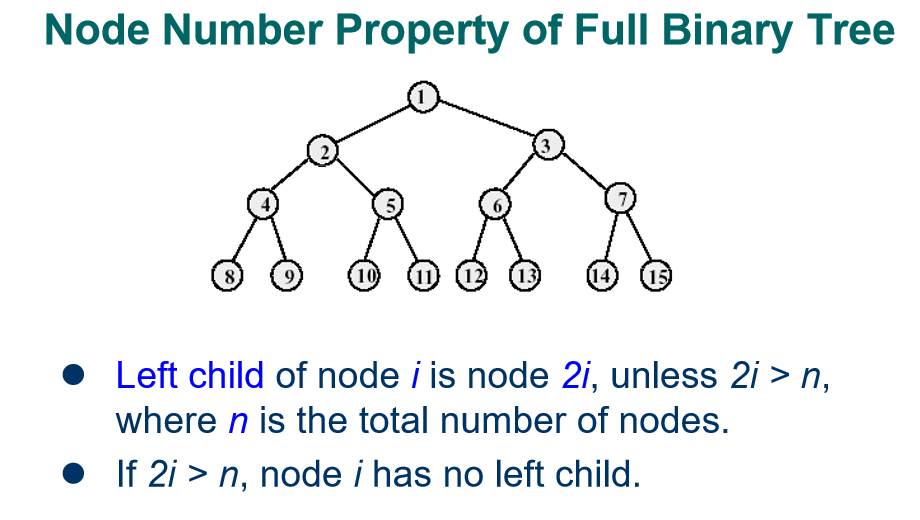 Node Number Property of Full Binary Tree
1
2 3
4 5 6 7
8 9 10 11 12 13 14 15
● Left child of node i is node 2i, unless 2i > n,
where n is the total number of nodes.
● If 2i > n, node i has no left child.